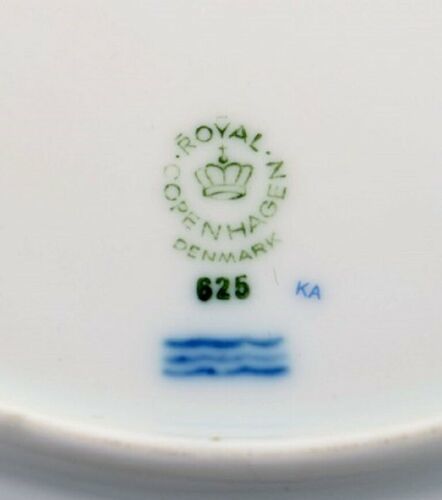 ROYAL
COPENHAGEN
DENMARK
625
KA